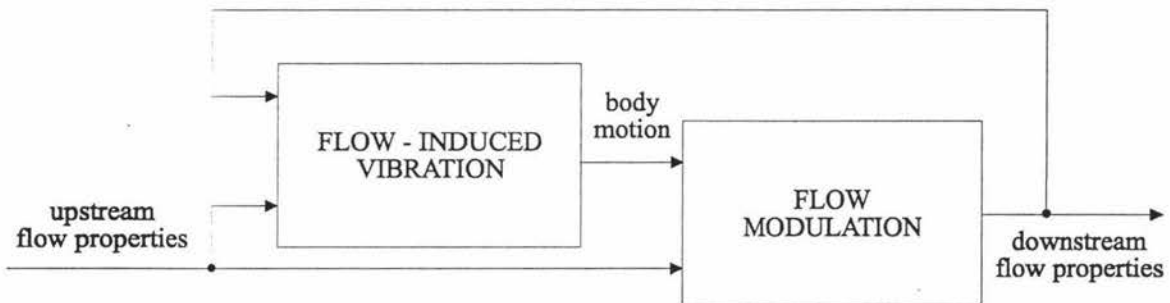 FLOW - INDUCED
VIBRATION
body
motion
FLOW
MODULATION
upstream
flow properties
downstream
flow properties